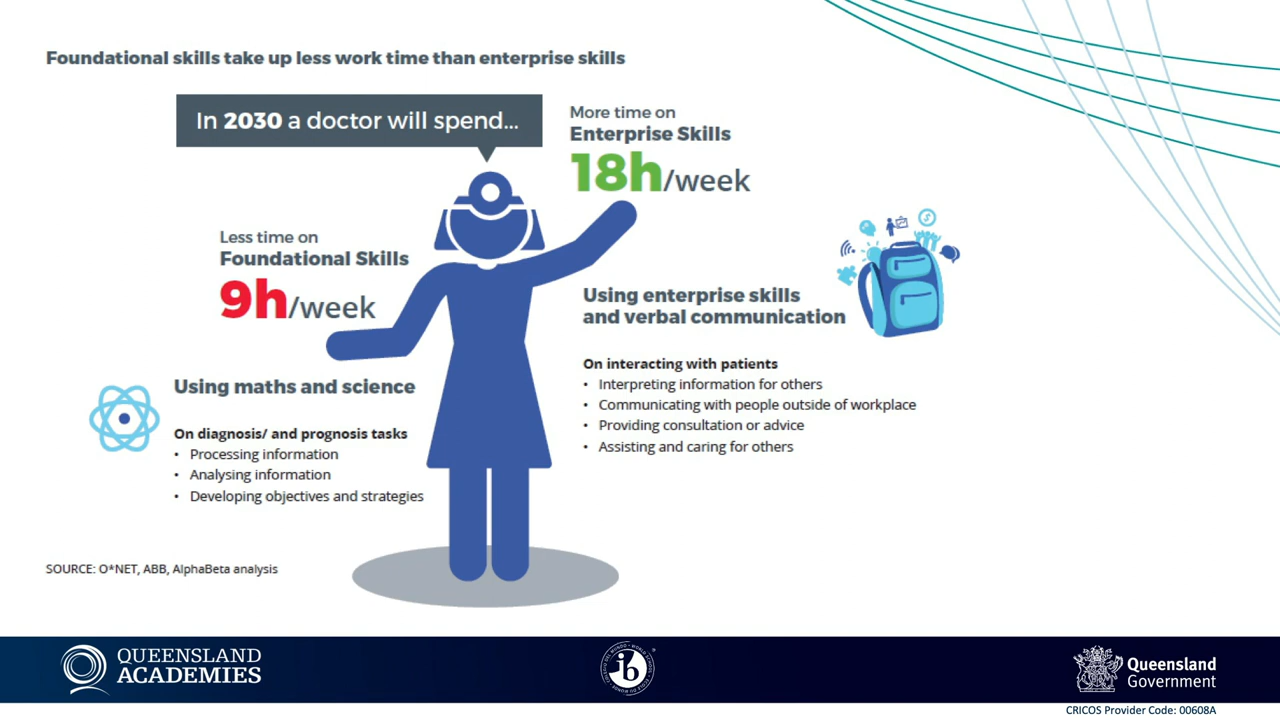 Foundational skills take up less work time than enterprise skills
In 2030 a doctor will spend...
More time on
Enterprise Skills
18h/week
Less time on
Foundational Skills
9h/week
Using enterprise skills
and verbal communication
On interacting with patients
• Interpreting information for others
• Communicating with people outside of workplace
• Providing consultation or advice
• Assisting and caring for others
Using maths and science
On diagnosis/ and prognosis tasks
• Processing information
• Analysing information
• Developing objectives and strategies
SOURCE: O*NET, ABB, AlphaBeta analysis
QUEENSLAND
ACADEMIES
ib
Queensland
Government
CRICOS Provider Code: 00608A